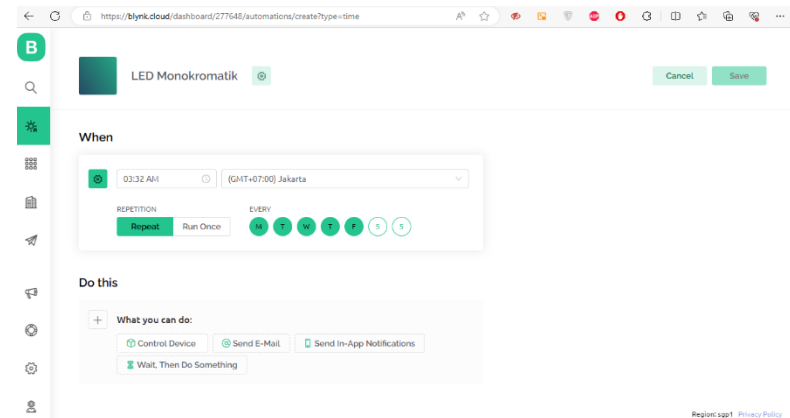 https://blynk.cloud/dashboard/277648/automations/create?type=time
B
LED Monokromatik
Cancel
Save
When
03:32 AM
(GMT+07:00) Jakarta
REPETITION
EVERY
Repeat
Run Once
M T W T F S S
Do this
What you can do:
Control Device
Send E-Mail
Send In-App Notifications
Wait, Then Do Something
Region: sgp1 Privacy Policy